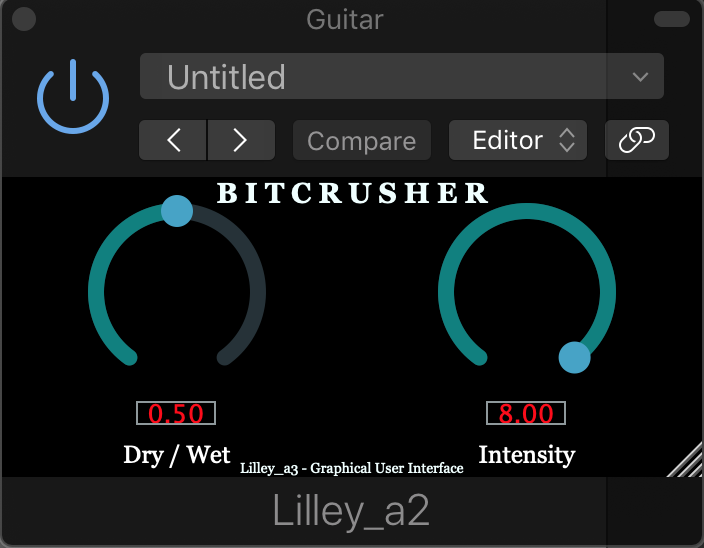 Guitar
Untitled
Compare
Editor
BITCRUSHER
0.50
8.00
Dry / Wet
Intensity
Lilley_a3 - Graphical User Interface
Lilley_a2